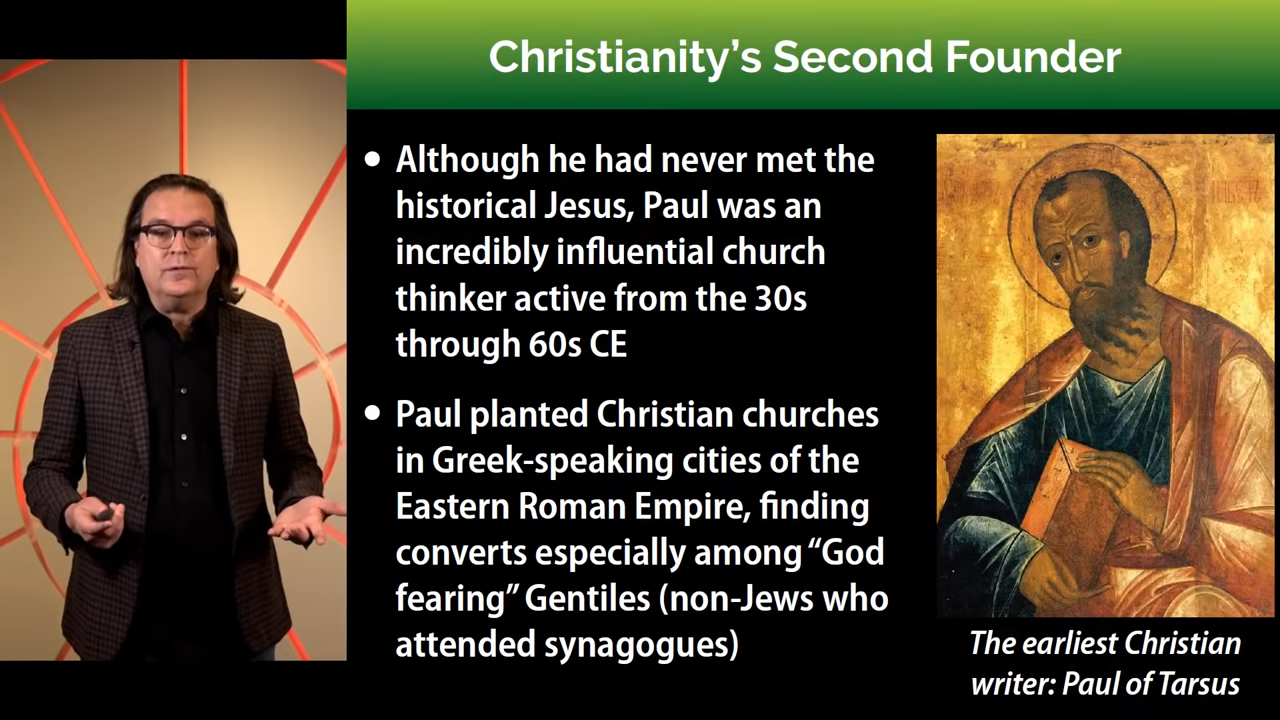 Christianity’s Second Founder
• Although he had never met the
historical Jesus, Paul was an
incredibly influential church
thinker active from the 30s
through 60s CE
• Paul planted Christian churches
in Greek-speaking cities of the
Eastern Roman Empire, finding
converts especially among “God
fearing” Gentiles (non-Jews who
attended synagogues)
The earliest Christian
writer: Paul of Tarsus